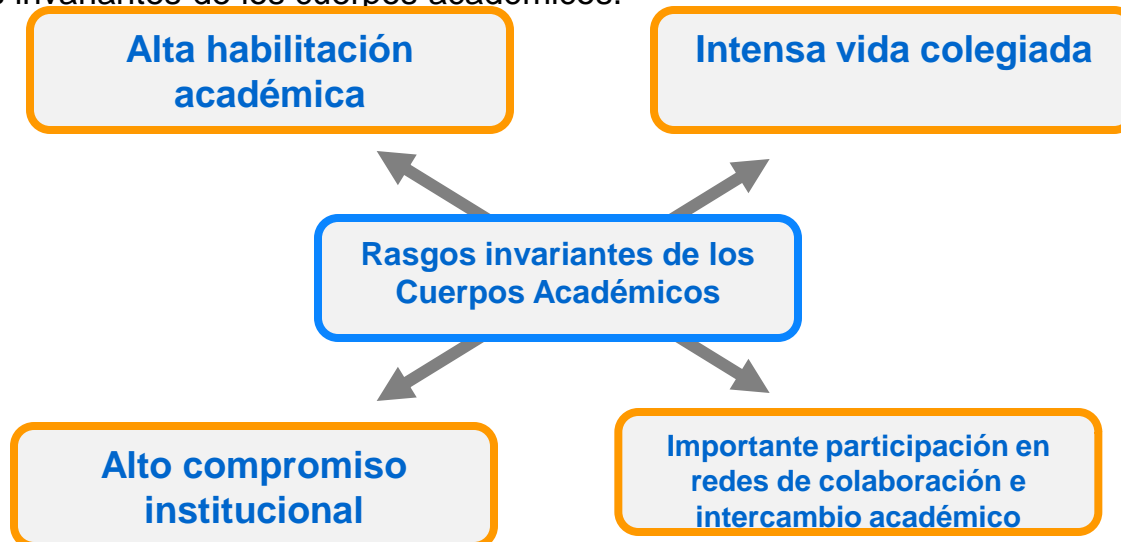 invariantes de los cuerpos académicos.
Alta habilitación
académica
Intensa vida colegiada
Rasgos invariantes de los
Cuerpos Académicos
Alto compromiso
institucional
Importante participación en
redes de colaboración e
intercambio académico